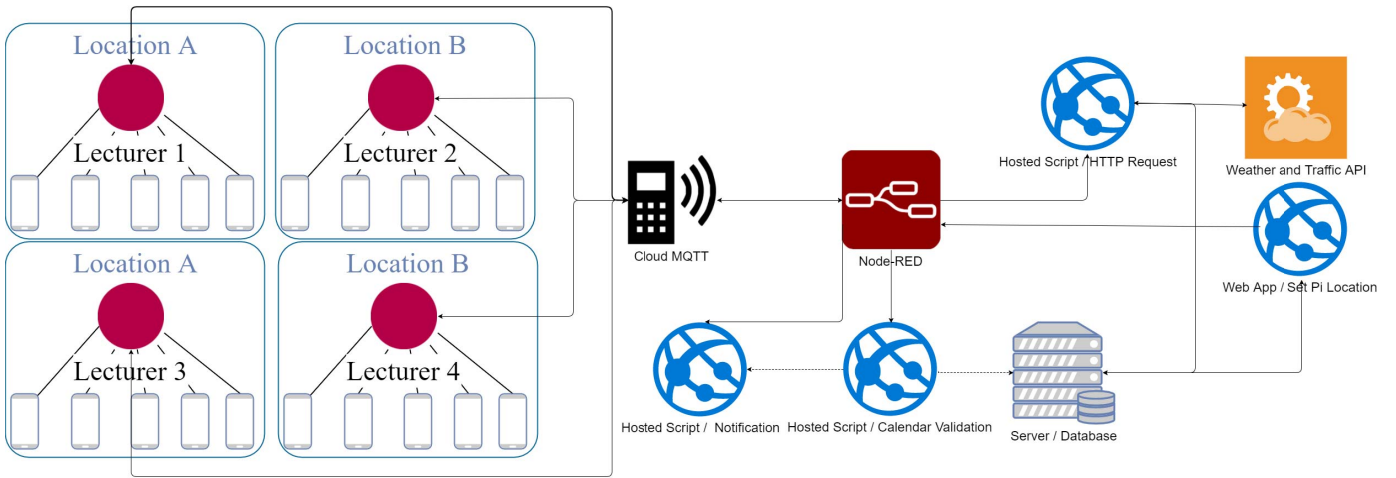 Location A
Location B
Lecturer 1
Lecturer 2
Location A
Location B
Lecturer 3
Lecturer 4
Cloud MQTT
Node-RED
Hosted Script / HTTP Request
Weather and Traffic API
Web App / Set Pi Location
Hosted Script / Notification
Hosted Script / Calendar Validation
Server / Database